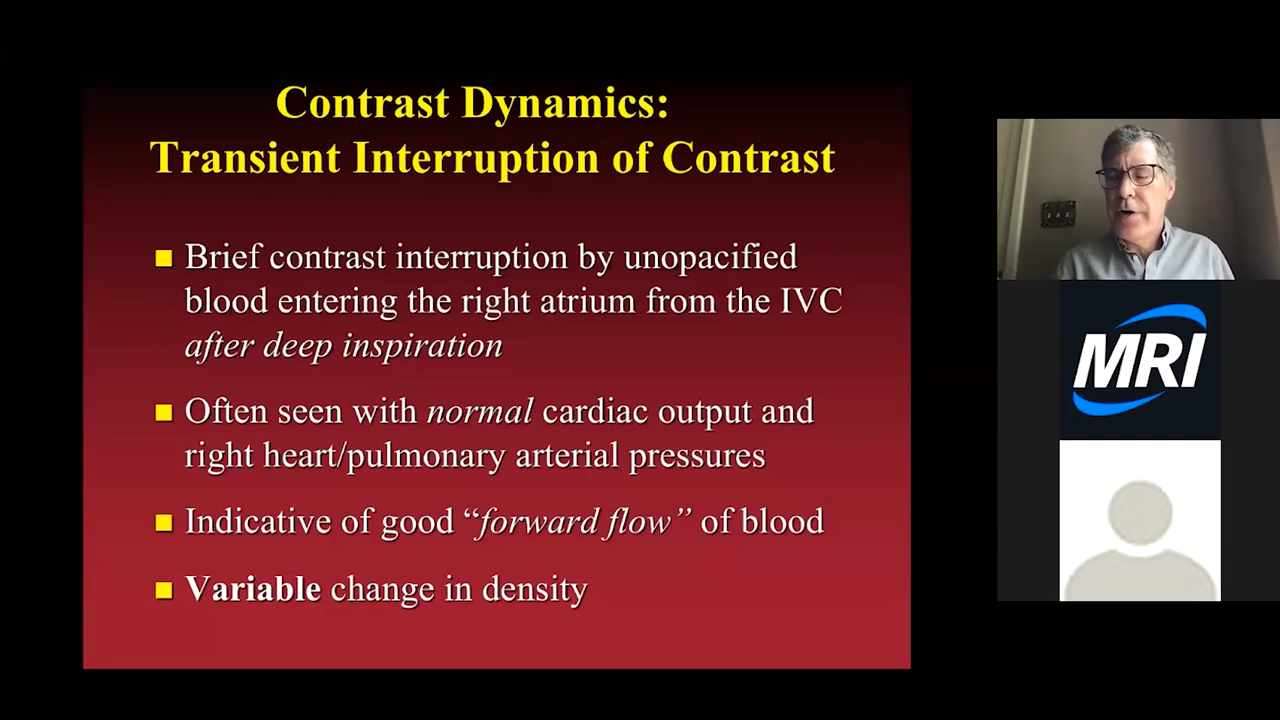 Contrast Dynamics:
Transient Interruption of Contrast
Brief contrast interruption by unopacified
blood entering the right atrium from the IVC
after deep inspiration
Often seen with normal cardiac output and
right heart/pulmonary arterial pressures
Indicative of good “forward flow” of blood
Variable change in density
MRI